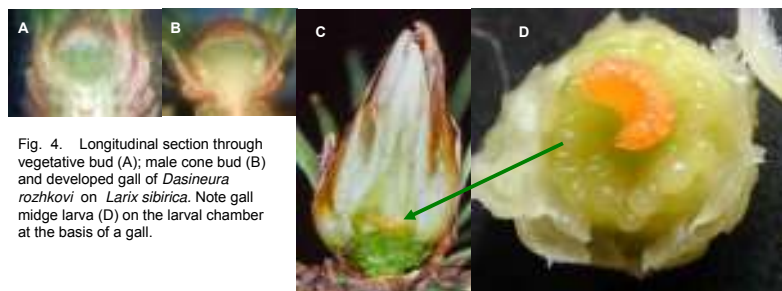 A
B
C
D
Fig. 4. Longitudinal section through
vegetative bud (A); male cone bud (B)
and developed gall of Dasineura
rozhkovi on Larix sibirica. Note gall
midge larva (D) on the larval chamber
at the basis of a gall.